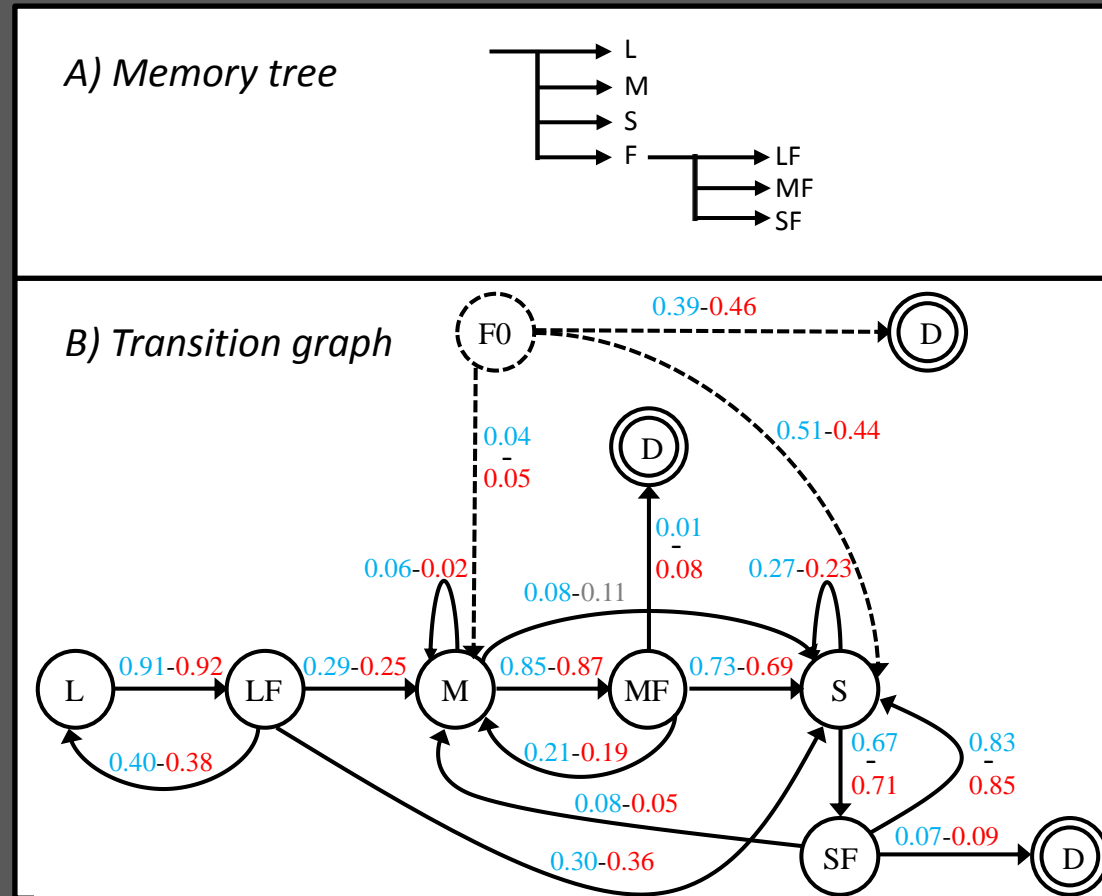 A) Memory tree
L
M
S
F
LF
MF
SF
B) Transition graph
F0
0.39-0.46
D
0.04
-
0.05
0.51-0.44
D
0.01
-
0.08
0.06-0.02
0.08-0.11
0.27-0.23
L
0.91-0.92
LF
0.29-0.25
M
0.85-0.87
MF
0.73-0.69
S
0.40-0.38
0.21-0.19
0.67
-
0.71
0.83
-
0.85
0.08-0.05
0.30-0.36
SF
0.07-0.09
D